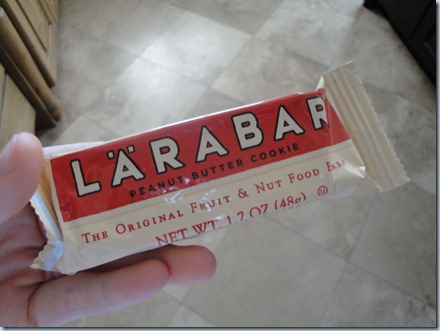 LÄRABAR
PEANUT BUTTER COOKIE
THE ORIGINAL FRUIT & NUT FOOD BAR®
NET WT. 1.7 OZ (48g)